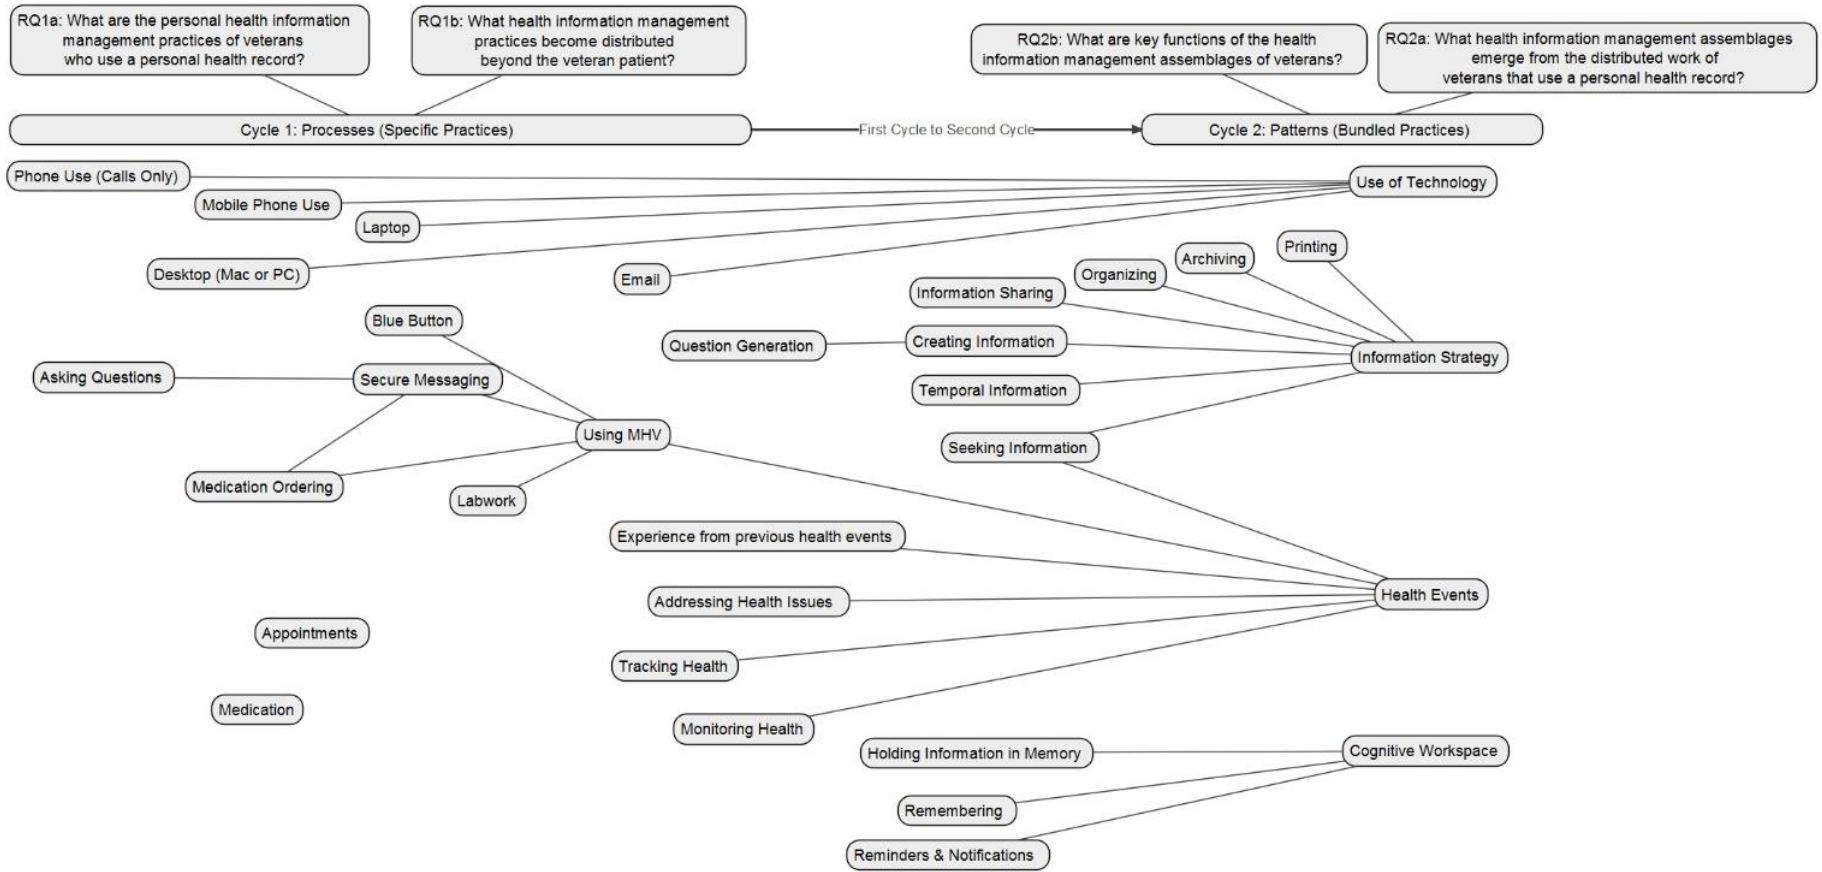 RQ1a: What are the personal health information
management practices of veterans
who use a personal health record?
RQ1b: What health information management
practices become distributed
beyond the veteran patient?
RQ2b: What are key functions of the health
information management assemblages of veterans?
RQ2a: What health information management assemblages
emerge from the distributed work of
veterans that use a personal health record?
Cycle 1: Processes (Specific Practices)
First Cycle to Second Cycle
Cycle 2: Patterns (Bundled Practices)
Phone Use (Calls Only)
Use of Technology
Mobile Phone Use
Laptop
Desktop (Mac or PC)
Email
Printing
Archiving
Organizing
Information Sharing
Blue Button
Question Generation
Creating Information
Information Strategy
Asking Questions
Secure Messaging
Temporal Information
Using MHV
Seeking Information
Medication Ordering
Labwork
Experience from previous health events
Addressing Health Issues
Health Events
Appointments
Tracking Health
Medication
Monitoring Health
Holding Information in Memory
Cognitive Workspace
Remembering
Reminders & Notifications